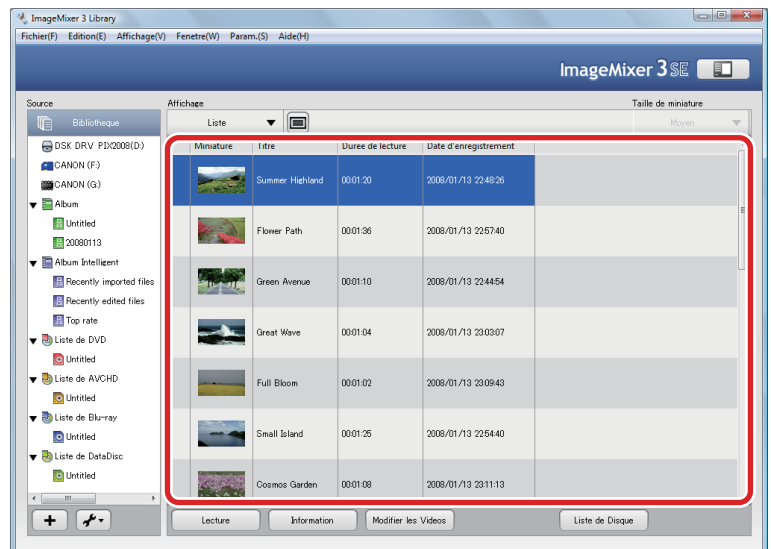 ImageMixer 3 Library
Fichier(F) Edition(E) Affichage(V) Fenetre(W) Param.(S) Aide(H)
ImageMixer 3 SE
Source Affichage Taille de miniature
Bibliotheque Liste Moyen
Miniature Titre Duree de lecture Date d'enregistrement
DSK DRV PIX2008(D:)
CANON (F:)
CANON (G:)
Album
Untitled
20080113
Album Intelligent
Recently imported files
Recently edited files
Top rate
Liste de DVD
Untitled
Liste de AVCHD
Untitled
Liste de Blu-ray
Untitled
Liste de DataDisc
Untitled
Summer Highland 00:01:20 2008/01/13 22:48:26
Flower Path 00:01:36 2008/01/13 22:57:40
Green Avenue 00:01:10 2008/01/13 22:44:54
Great Wave 00:01:04 2008/01/13 23:03:07
Full Bloom 00:01:02 2008/01/13 23:09:43
Small Island 00:01:25 2008/01/13 22:54:40
Cosmos Garden 00:01:08 2008/01/13 23:11:13
Lecture Information Modifier les Videos Liste de Disque